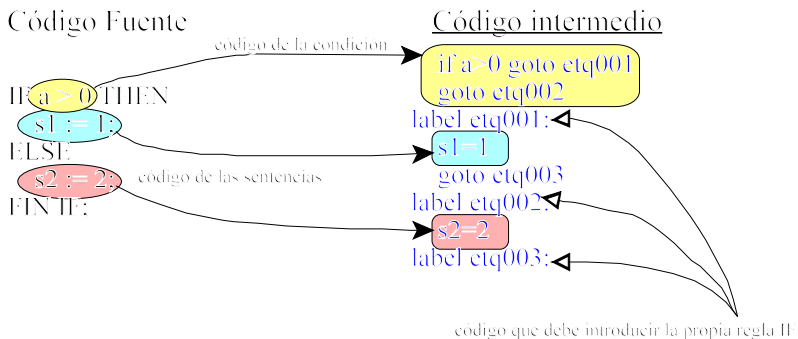 Código Fuente
Código intermedio
código de la condición
IF a > 0 THEN
s1 := 1;
ELSE
s2 := 2;
FIN IF;
código de las sentencias
if a>0 goto etq001
goto etq002
label etq001:
s1=1
goto etq003
label etq002:
s2=2
label etq003:
código que debe introducir la propia regla IF